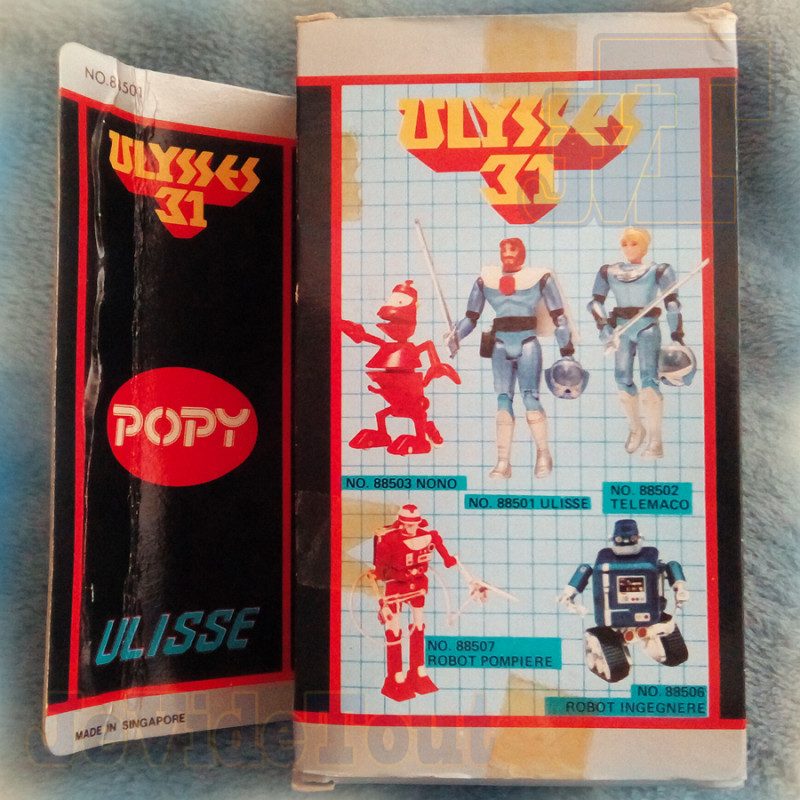 NO.88501
ULYSSES
31
POPY
ULISSE
MADE IN SINGAPORE
ULYSSES
31
NO. 88503 NONO
NO. 88501 ULISSE
NO. 88502
TELEMACO
NO. 88507
ROBOT POMPIERE
NO. 88506
ROBOT INGEGNERE
jevidetout